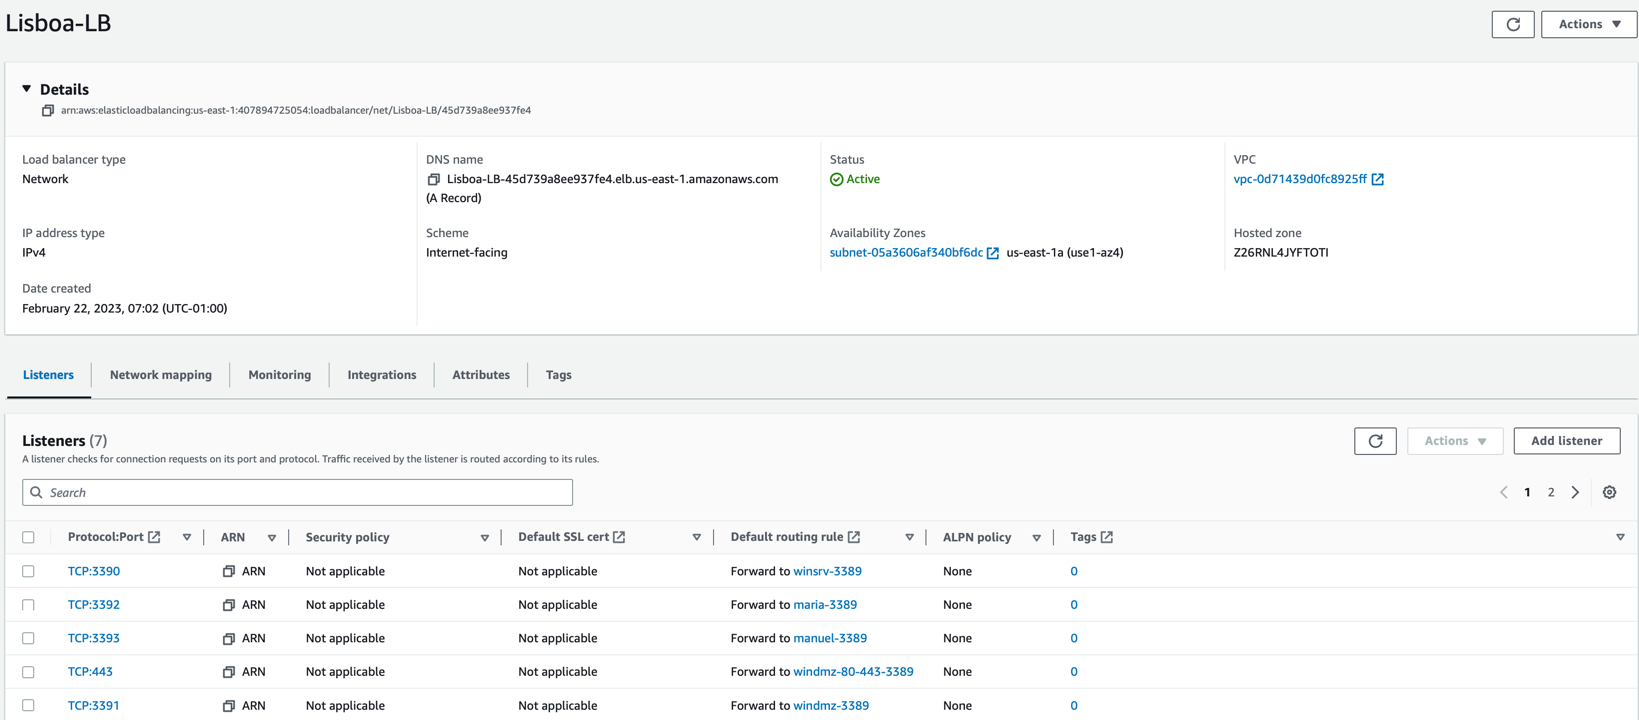 Lisboa-LB
Actions
Details
arn:aws:elasticloadbalancing:us-east-1:407894725054:loadbalancer/net/Lisboa-LB/45d739a8ee937fe4
Load balancer type
Network
DNS name
Lisboa-LB-45d739a8ee937fe4.elb.us-east-1.amazonaws.com
(A Record)
Status
Active
VPC
vpc-0d71439d0fc8925ff
IP address type
IPv4
Scheme
Internet-facing
Availability Zones
subnet-05a3606af340bf6dc us-east-1a (use1-az4)
Hosted zone
Z26RNL4JYFTOTI
Date created
February 22, 2023, 07:02 (UTC-01:00)
Listeners Network mapping Monitoring Integrations Attributes Tags
Listeners (7)
A listener checks for connection requests on its port and protocol. Traffic received by the listener is routed according to its rules.
Actions Add listener
Search
1 2
Protocol:Port ARN Security policy Default SSL cert Default routing rule ALPN policy Tags
TCP:3390 ARN Not applicable Not applicable Forward to winsrv-3389 None 0
TCP:3392 ARN Not applicable Not applicable Forward to maria-3389 None 0
TCP:3393 ARN Not applicable Not applicable Forward to manuel-3389 None 0
TCP:443 ARN Not applicable Not applicable Forward to windmz-80-443-3389 None 0
TCP:3391 ARN Not applicable Not applicable Forward to windmz-3389 None 0